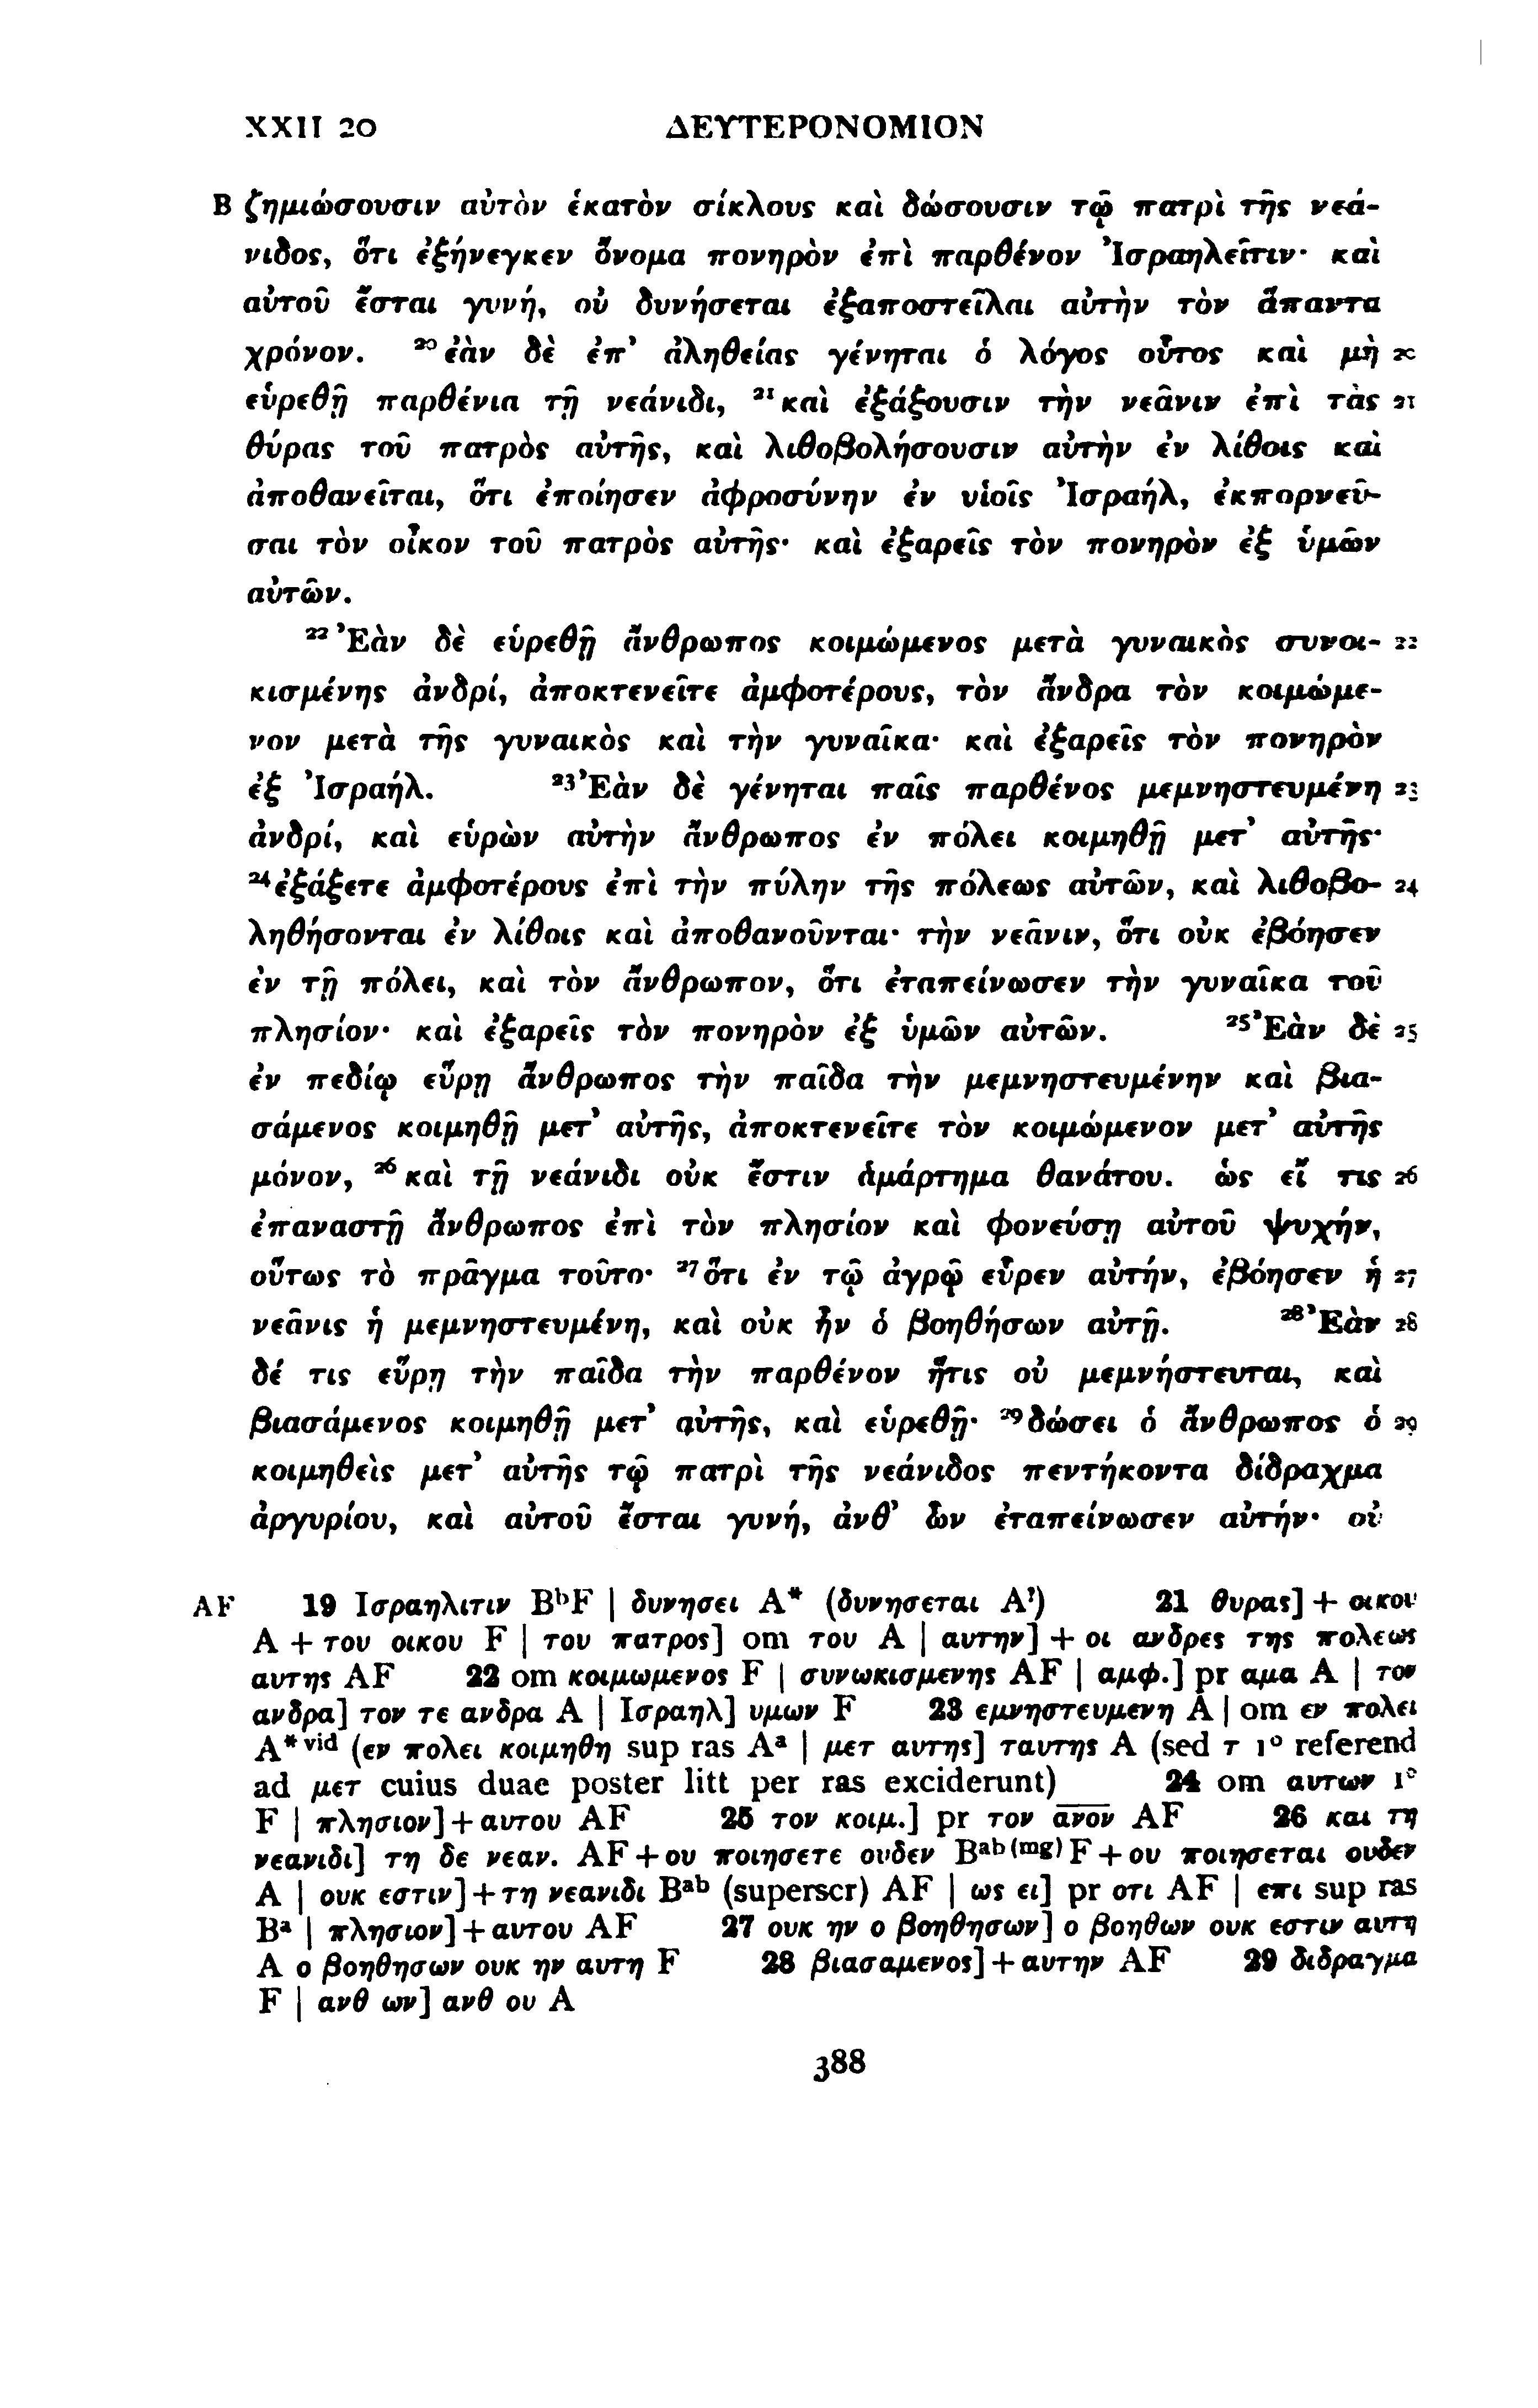 XXII 20 ΔΕΥΤΕΡΟΝΟΜΙΟΝ
B ζημιώσουσιν αὐτὸν ἑκατὸν σίκλους καὶ δώσουσιν τῷ πατρὶ τῆς νεά-
νιδος, ὅτι ἐξήνεγκεν ὄνομα πονηρὸν ἐπὶ παρθένον Ἰσραηλεῖτιν· καὶ
αὐτοῦ ἔσται γυνή, οὐ δυνήσεται ἐξαποστεῖλαι αὐτὴν τὸν ἅπαντα
χρόνον. ²⁰ἐὰν δὲ ἐπ’ ἀληθείας γένηται ὁ λόγος οὗτος καὶ μὴ 20
εὑρεθῇ παρθένια τῇ νεάνιδι, ²¹καὶ ἐξάξουσιν τὴν νεᾶνιν ἐπὶ τὰς 21
θύρας τοῦ πατρὸς αὐτῆς, καὶ λιθοβολήσουσιν αὐτὴν ἐν λίθοις καὶ
ἀποθανεῖται, ὅτι ἐποίησεν ἀφροσύνην ἐν υἱοῖς Ἰσραήλ, ἐκπορνεῦ-
σαι τὸν οἶκον τοῦ πατρὸς αὐτῆς· καὶ ἐξαρεῖς τὸν πονηρὸν ἐξ ὑμῶν
αὐτῶν.
²²Ἐὰν δὲ εὑρεθῇ ἄνθρωπος κοιμώμενος μετὰ γυναικὸς συνοι- 22
κισμένης ἀνδρί, ἀποκτενεῖτε ἀμφοτέρους, τὸν ἄνδρα τὸν κοιμώμε-
νον μετὰ τῆς γυναικὸς καὶ τὴν γυναῖκα· καὶ ἐξαρεῖς τὸν πονηρὸν
ἐξ Ἰσραήλ. ²³Ἐὰν δὲ γένηται παῖς παρθένος μεμνηστευμένη 23
ἀνδρί, καὶ εὑρὼν αὐτὴν ἄνθρωπος ἐν πόλει κοιμηθῇ μετ’ αὐτῆς·
²⁴ἐξάξετε ἀμφοτέρους ἐπὶ τὴν πύλην τῆς πόλεως αὐτῶν, καὶ λιθοβο- 24
ληθήσονται ἐν λίθοις καὶ ἀποθανοῦνται· τὴν νεᾶνιν, ὅτι οὐκ ἐβόησεν
ἐν τῇ πόλει, καὶ τὸν ἄνθρωπον, ὅτι ἐταπείνωσεν τὴν γυναῖκα τοῦ
πλησίον· καὶ ἐξαρεῖς τὸν πονηρὸν ἐξ ὑμῶν αὐτῶν. ²⁵Ἐὰν δὲ 25
ἐν πεδίῳ εὕρῃ ἄνθρωπος τὴν παῖδα τὴν μεμνηστευμένην καὶ βια-
σάμενος κοιμηθῇ μετ’ αὐτῆς, ἀποκτενεῖτε τὸν κοιμώμενον μετ’ αὐτῆς
μόνον, ²⁶καὶ τῇ νεάνιδι οὐκ ἔστιν ἁμάρτημα θανάτου. ὡς εἴ τις 26
ἐπαναστῇ ἄνθρωπος ἐπὶ τὸν πλησίον καὶ φονεύσῃ αὐτοῦ ψυχήν,
οὕτως τὸ πρᾶγμα τοῦτο· ²⁷ὅτι ἐν τῷ ἀγρῷ εὗρεν αὐτήν, ἐβόησεν ἡ 27
νεᾶνις ἡ μεμνηστευμένη, καὶ οὐκ ἦν ὁ βοηθήσων αὐτῇ. ²⁸Ἐὰν 28
δέ τις εὕρῃ τὴν παῖδα τὴν παρθένον ἥτις οὐ μεμνήστευται, καὶ
βιασάμενος κοιμηθῇ μετ’ αὐτῆς, καὶ εὑρεθῇ· ²⁹δώσει ὁ ἄνθρωπος ὁ 29
κοιμηθεὶς μετ’ αὐτῆς τῷ πατρὶ τῆς νεάνιδος πεντήκοντα δίδραχμα
ἀργυρίου, καὶ αὐτοῦ ἔσται γυνή, ἀνθ’ ὧν ἐταπείνωσεν αὐτήν· οὐ
AF 19 Ισραηλιτιν BᵇF | δυνησει A* (δυνησεται A?) 21 θυρας] + οικου
A + του οικου F | του πατρος] om του A | αυτην] + οι ανδρες της πολεως
αυτης AF 22 om κοιμωμενος F | συνωκισμενης AF | αμφ.] pr αμα A | τον
ανδρα] τον τε ανδρα A | Ισραηλ] υμων F 23 εμνηστευμενη A | om εν πολει
A*ᵛⁱᵈ (εν πολει κοιμηθη sup ras Aᵃ | μετ αυτης] ταυτης A (sed τ 1° referend
ad μετ cuius duae poster litt per ras exciderunt) 24 om αυτων 1°
F | πλησιον] + αυτου AF 25 τον κοιμ.] pr τον α̅ν̅ο̅ν̅ AF 26 και τη
νεανιδι] τη δε νεαν. AF + ου ποιησετε ουδεν Bᵃᵇ⁽ᵐᵍ⁾F + ου ποιησεται ουδεν
A | ουκ εστιν] + τη νεανιδι Bᵃᵇ (superscr) AF | ως ει] pr οτι AF | επι sup ras
Bᵃ | πλησιον] + αυτου AF 27 ουκ ην ο βοηθησων] ο βοηθων ουκ εστιν αυτη
A ο βοηθησων ουκ ην αυτη F 28 βιασαμενος] + αυτην AF 29 διδραγμα
F | ανθ ων] ανθ ου A
388